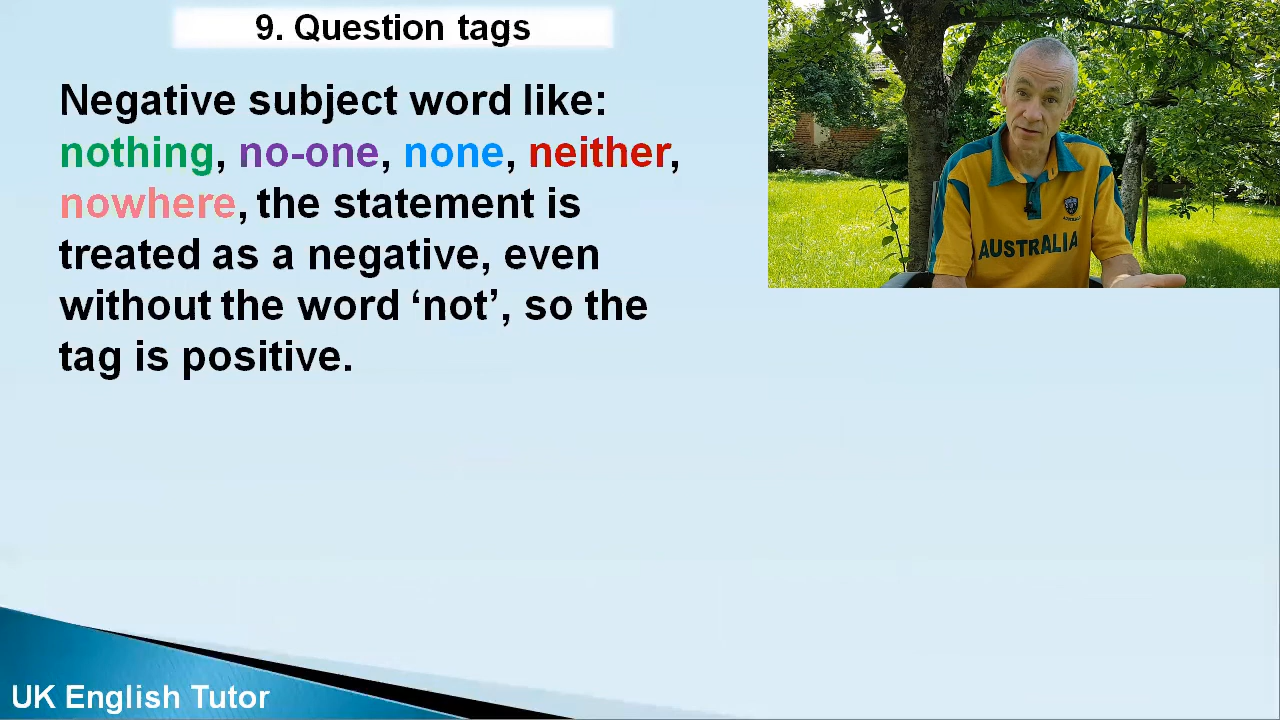 9. Question tags
Negative subject word like:
nothing, no-one, none, neither,
nowhere, the statement is
treated as a negative, even
without the word ‘not’, so the
tag is positive.
AUSTRALIA
UK English Tutor